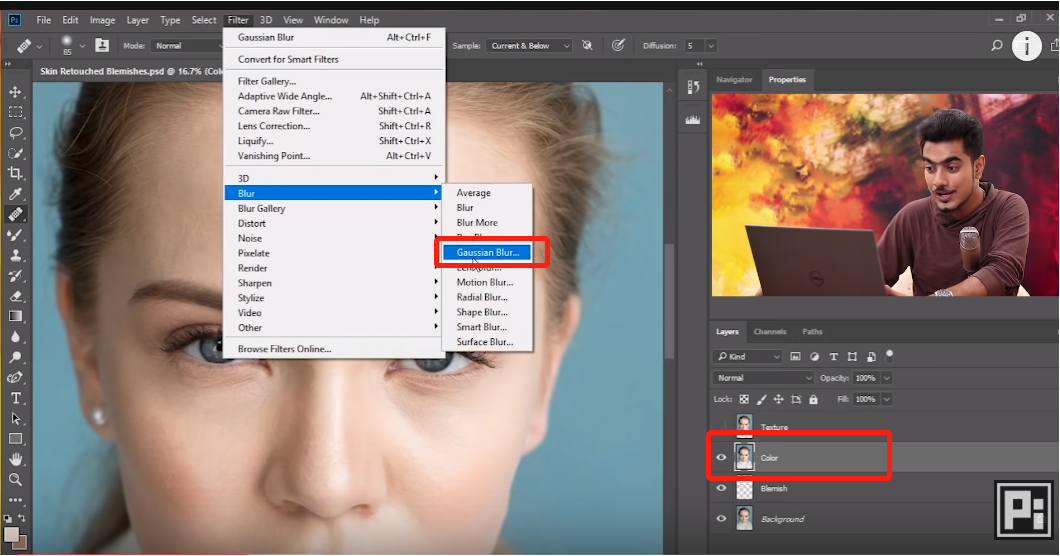 Ps File Edit Image Layer Type Select Filter 3D View Window Help
85 Mode: Normal Sample: Current & Below Diffusion: 5
Skin Retouched Blemishes.psd @ 16.7% (Colo
Gaussian Blur Alt+Ctrl+F
Convert for Smart Filters
Filter Gallery...
Adaptive Wide Angle... Alt+Shift+Ctrl+A
Camera Raw Filter... Shift+Ctrl+A
Lens Correction... Shift+Ctrl+R
Liquify... Shift+Ctrl+X
Vanishing Point... Alt+Ctrl+V
3D
Blur
Blur Gallery
Distort
Noise
Pixelate
Render
Sharpen
Stylize
Video
Other
Browse Filters Online...
Average
Blur
Blur More
Gaussian Blur...
Lens Blur...
Motion Blur...
Radial Blur...
Shape Blur...
Smart Blur...
Surface Blur...
Navigator Properties
DELL
Layers Channels Paths
Kind
Normal Opacity: 100%
Lock: Fill: 100%
Texture
Color
Blemish
Background